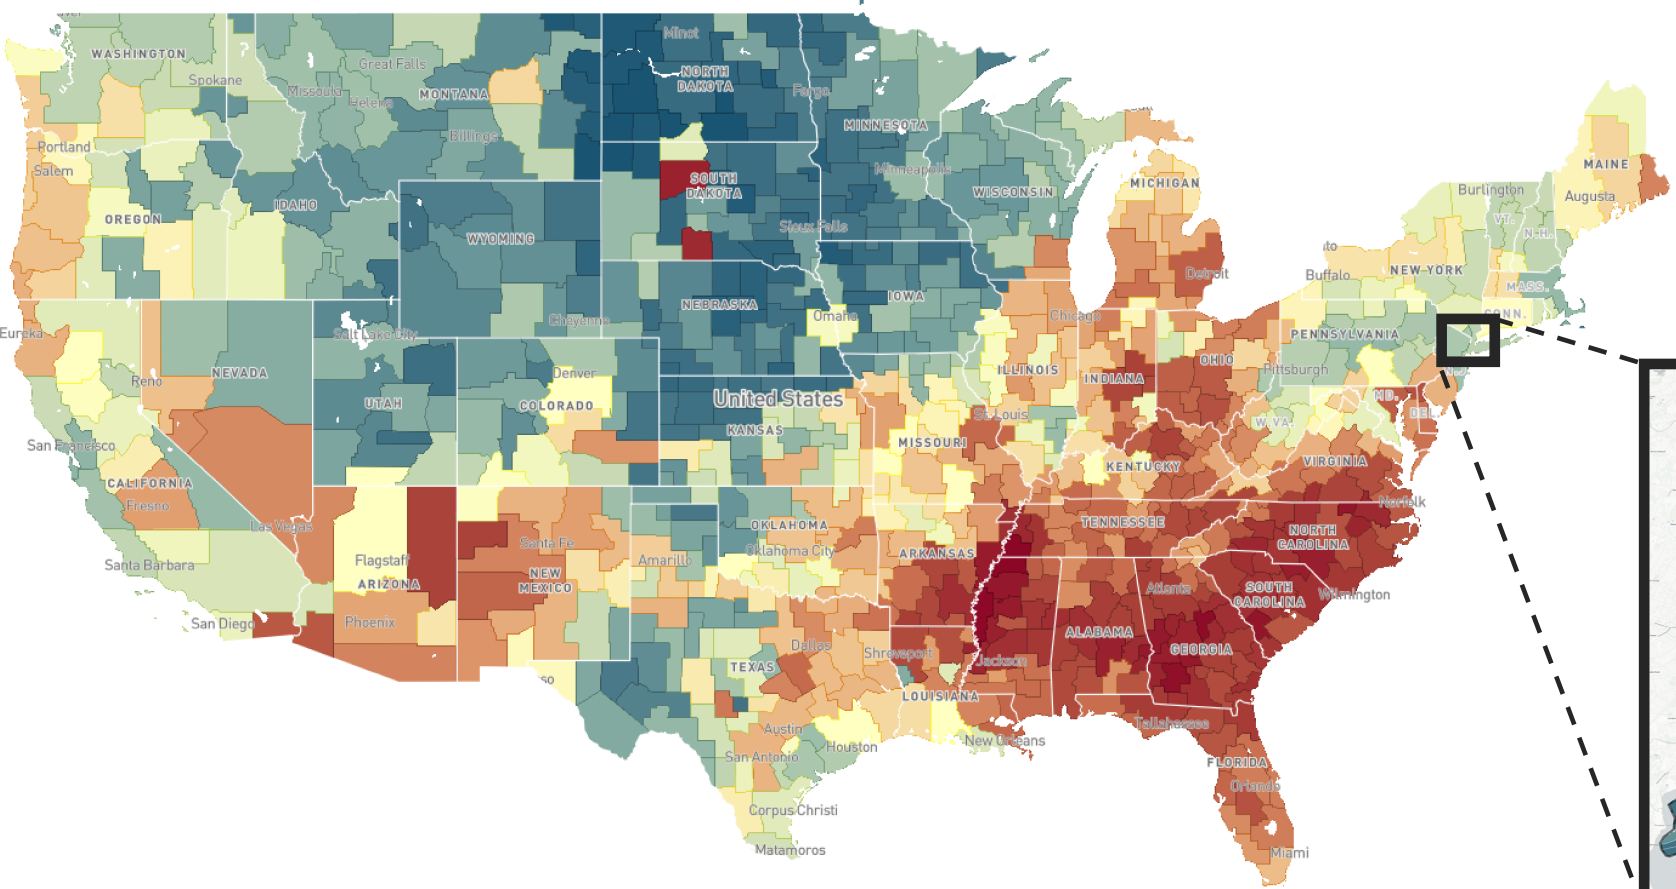 WASHINGTON
Spokane
Great Falls
Missoula
Helena
MONTANA
Billings
Minot
NORTH
DAKOTA
Fargo
MINNESOTA
Minneapolis
WISCONSIN
MICHIGAN
MAINE
Augusta
Burlington
VT.
N.H.
Portland
Salem
OREGON
IDAHO
WYOMING
SOUTH
DAKOTA
Sioux Falls
Detroit
Buffalo
NEW YORK
MASS.
CONN.
Eureka
Reno
NEVADA
Salt Lake City
Cheyenne
NEBRASKA
Omaha
IOWA
Chicago
ILLINOIS
INDIANA
OHIO
PENNSYLVANIA
Pittsburgh
N.J.
MD.
DEL.
W.VA.
UTAH
Denver
COLORADO
United States
KANSAS
MISSOURI
St. Louis
KENTUCKY
VIRGINIA
Norfolk
San Francisco
CALIFORNIA
Fresno
Las Vegas
Santa Barbara
San Diego
Flagstaff
ARIZONA
Phoenix
Santa Fe
NEW
MEXICO
Amarillo
OKLAHOMA
Oklahoma City
ARKANSAS
TENNESSEE
NORTH
CAROLINA
Wilmington
SOUTH
CAROLINA
Atlanta
ALABAMA
GEORGIA
Jackson
Dallas
Shreveport
TEXAS
LOUISIANA
Austin
San Antonio
Houston
New Orleans
Tallahassee
FLORIDA
Orlando
Miami
Corpus Christi
Matamoros